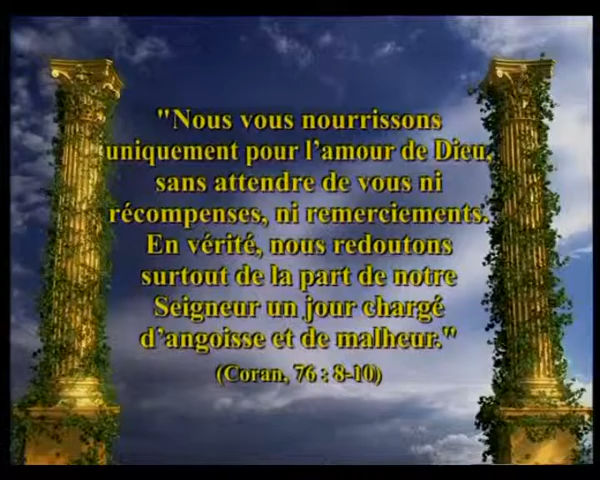 "Nous vous nourrissons
uniquement pour l'amour de Dieu,
sans attendre de vous ni
récompenses, ni remerciements.
En vérité, nous redoutons
surtout de la part de notre
Seigneur un jour chargé
d'angoisse et de malheur."
(Coran, 76 : 8-10)